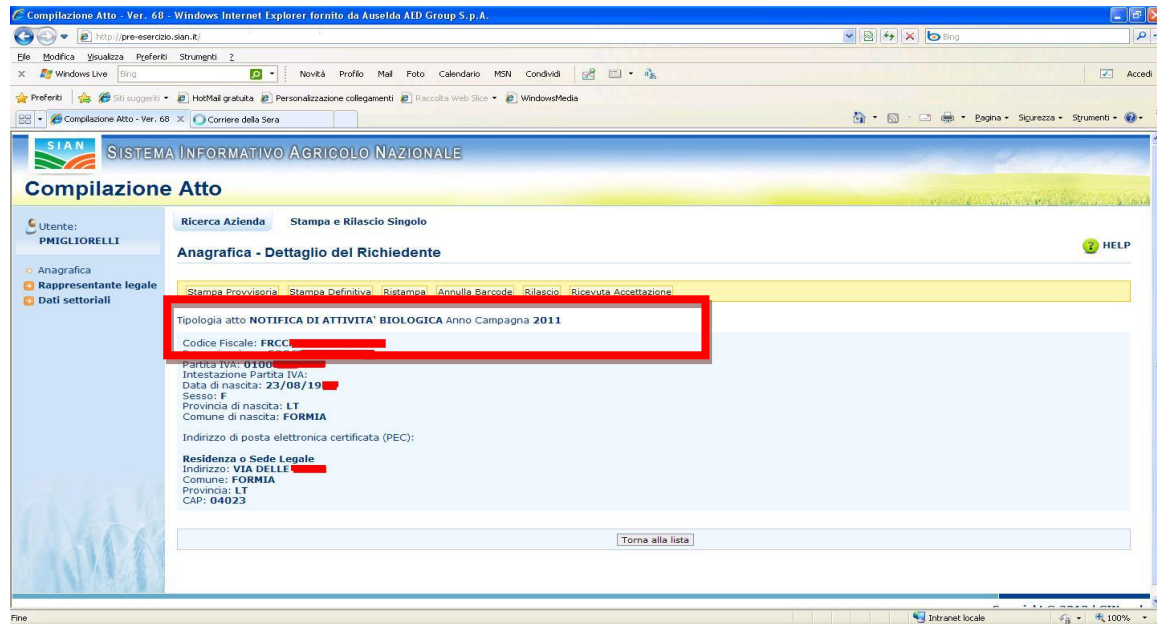 Compilazione Atto - Ver. 68 - Windows Internet Explorer fornito da Auselda AED Group S.p.A.
http://pre-esercizio.sian.it/
Bing
File Modifica Visualizza Preferiti Strumenti ?
Windows Live Bing Novità Profilo Mail Foto Calendario MSN Condividi Accedi
Preferiti Siti suggeriti HotMail gratuita Personalizzazione collegamenti Raccolta Web Slice WindowsMedia
Compilazione Atto - Ver. 68 Corriere della Sera Pagina Sicurezza Strumenti
SIAN SISTEMA INFORMATIVO AGRICOLO NAZIONALE
Compilazione Atto
Utente:
PMIGLIORELLI
Anagrafica
Rappresentante legale
Dati settoriali
Ricerca Azienda Stampa e Rilascio Singolo
Anagrafica - Dettaglio del Richiedente
HELP
Stampa Provvisoria Stampa Definitiva Ristampa Annulla Barcode Rilascio Ricevuta Accettazione
Tipologia atto NOTIFICA DI ATTIVITA' BIOLOGICA Anno Campagna 2011
Codice Fiscale: FRCC
Partita IVA: 0100
Intestazione Partita IVA:
Data di nascita: 23/08/19
Sesso: F
Provincia di nascita: LT
Comune di nascita: FORMIA
Indirizzo di posta elettronica certificata (PEC):
Residenza o Sede Legale
Indirizzo: VIA DELLE
Comune: FORMIA
Provincia: LT
CAP: 04023
Torna alla lista
Fine
Intranet locale
100%